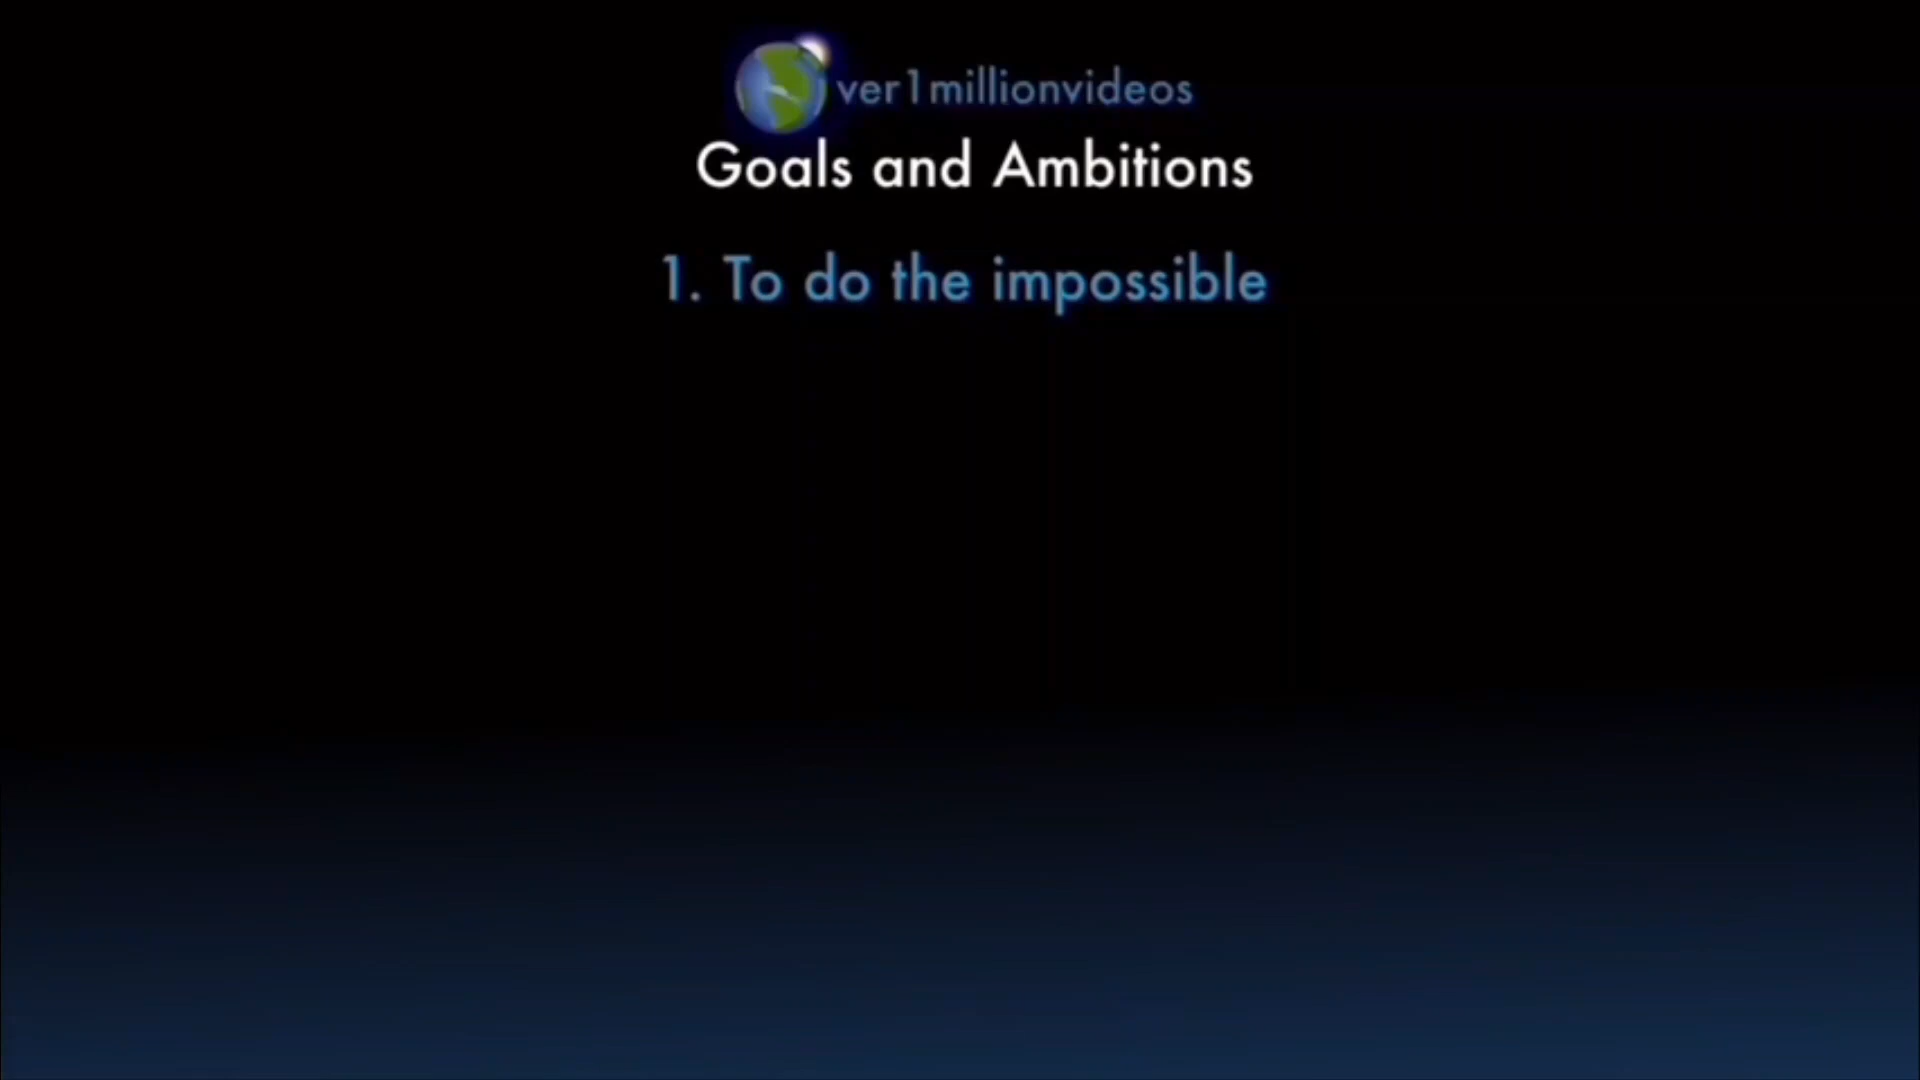 ver1millionvideos
Goals and Ambitions
1. To do the impossible